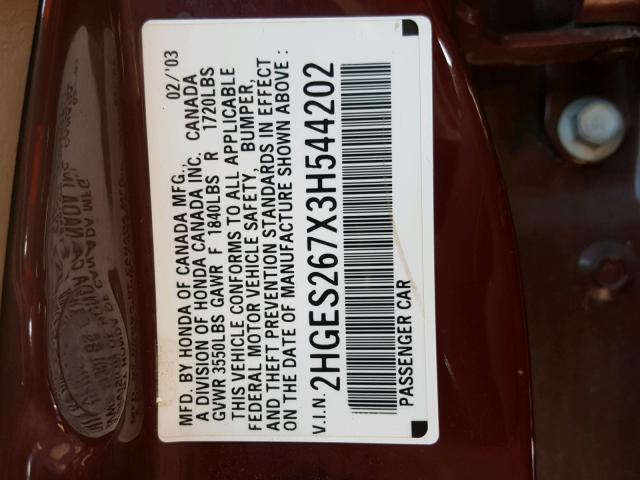 MFD. BY HONDA OF CANADA MFG., 02/'03
A DIVISION OF HONDA CANADA INC. CANADA
GVWR 3550LBS GAWR F 1840LBS R 1720LBS
THIS VEHICLE CONFORMS TO ALL APPLICABLE
FEDERAL MOTOR VEHICLE SAFETY, BUMPER,
AND THEFT PREVENTION STANDARDS IN EFFECT
ON THE DATE OF MANUFACTURE SHOWN ABOVE :
V.I.N. 2HGES267X3H544202
PASSENGER CAR